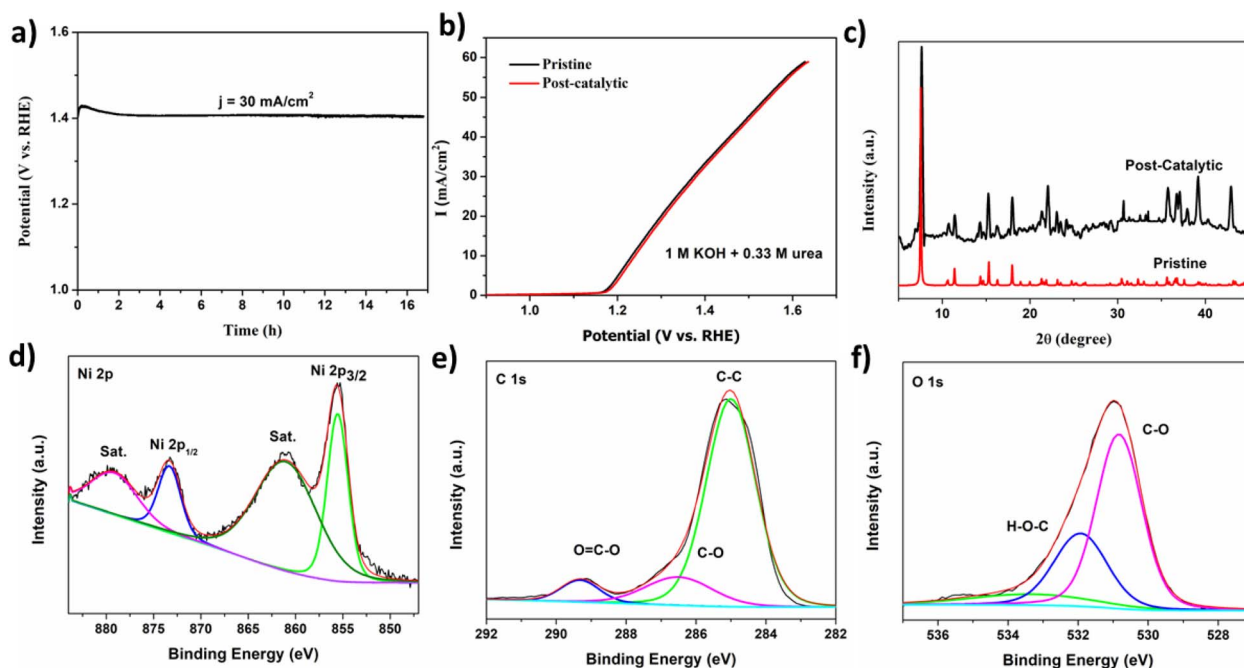 a)
1.6
1.4
1.2
1.0
Potential (V vs. RHE)
j = 30 mA/cm²
0 2 4 6 8 10 12 14 16
Time (h)
b)
60
50
40
30
20
10
0
I (mA/cm²)
Pristine
Post-catalytic
1 M KOH + 0.33 M urea
1.0 1.2 1.4 1.6
Potential (V vs. RHE)
c)
Intensity (a.u.)
Post-Catalytic
Pristine
10 20 30 40
2θ (degree)
d)
Ni 2p
Intensity (a.u.)
Sat.
Ni 2p₁/₂
Sat.
Ni 2p₃/₂
880 875 870 865 860 855 850
Binding Energy (eV)
e)
C 1s
Intensity (a.u.)
C-C
O=C-O
C-O
292 290 288 286 284 282
Binding Energy (eV)
f)
O 1s
Intensity (a.u.)
C-O
H-O-C
536 534 532 530 528
Binding Energy (eV)